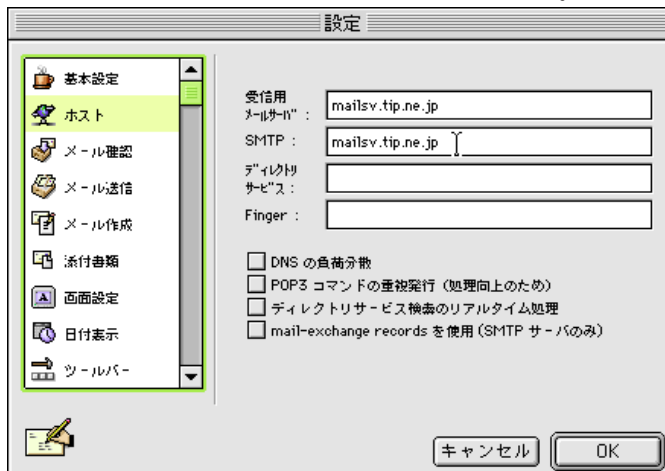 設定
基本設定
ホスト
メール確認
メール送信
メール作成
添付書類
画面設定
日付表示
ツールバー
受信用
メールサーバ :
mailsv.tip.ne.jp
SMTP :
mailsv.tip.ne.jp
ディレクトリ
サービス :
Finger :
DNS の負荷分散
POP3 コマンドの重複発行 (処理向上のため)
ディレクトリサービス検索のリアルタイム処理
mail-exchange records を使用 (SMTP サーバのみ)
キャンセル
OK